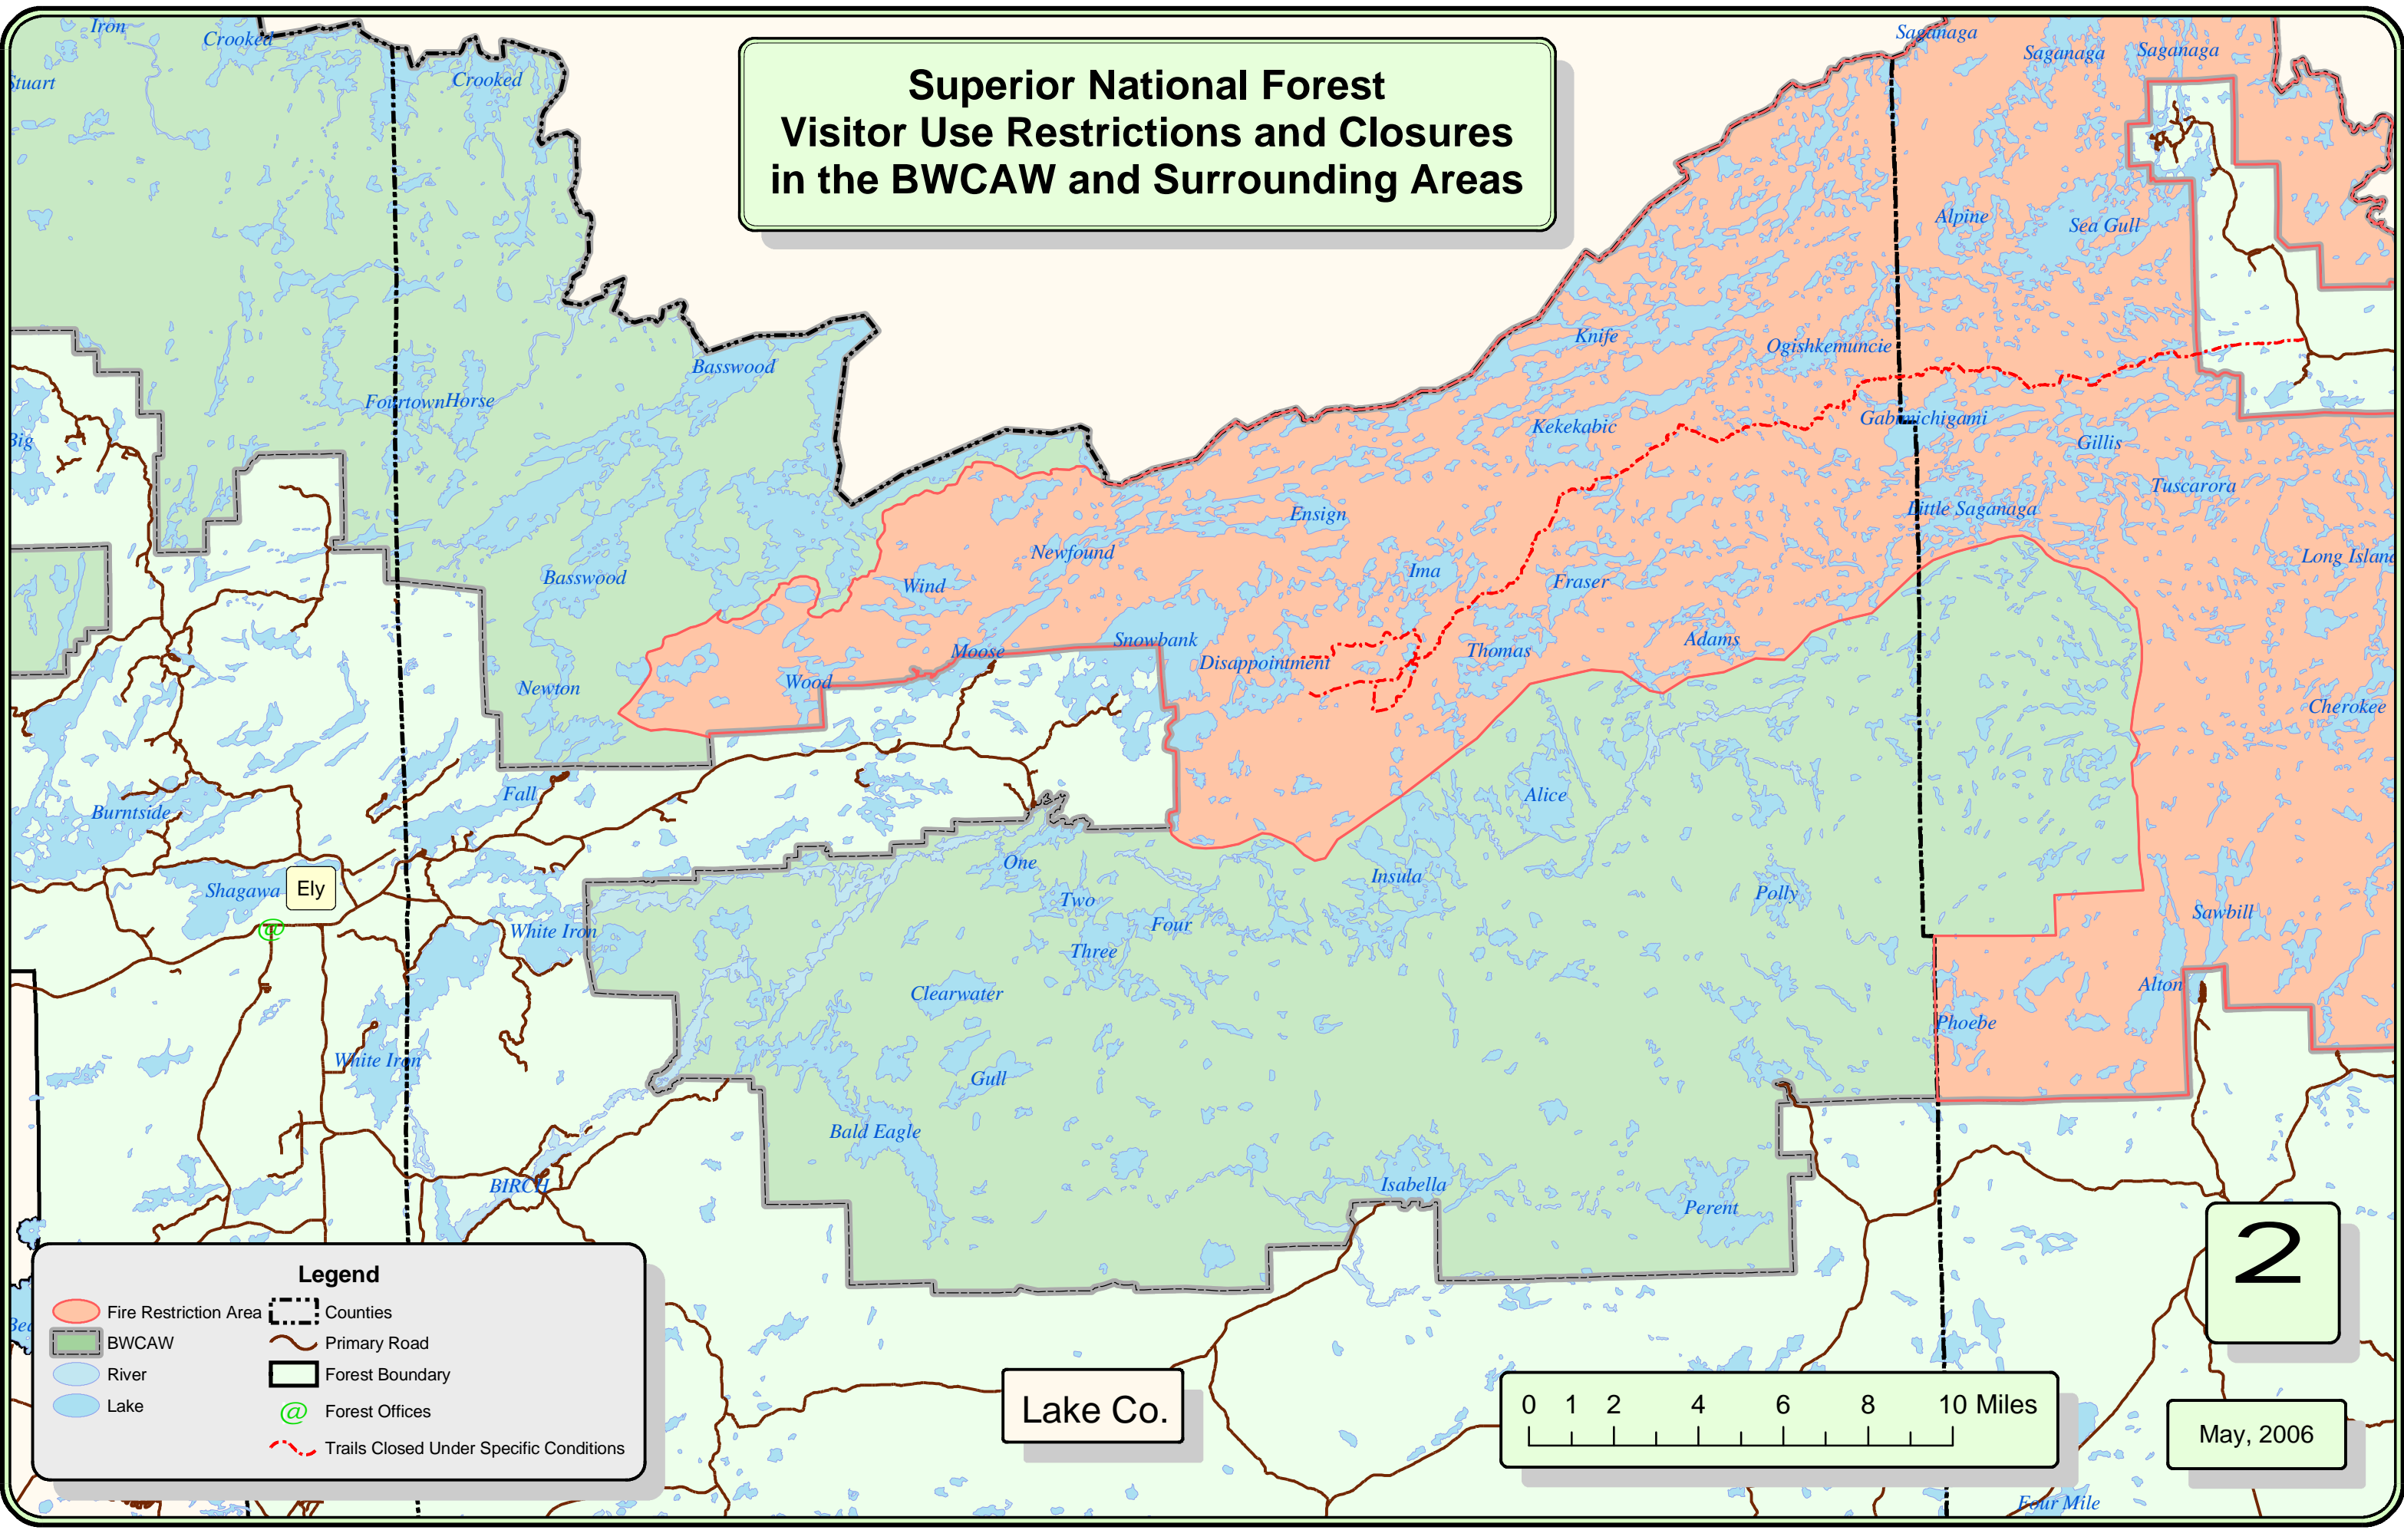 Superior National Forest
Visitor Use Restrictions and Closures
in the BWCAW and Surrounding Areas
Iron
Crooked
Crooked
Stuart
Saganaga
Saganaga
Saganaga
Alpine
Sea Gull
Knife
Ogishkemuncie
Basswood
Fourtown
Horse
Big
Kekekabic
Gabimichigami
Gillis
Tuscarora
Ensign
Little Saganaga
Newfound
Long Island
Basswood
Wind
Ima
Fraser
Moose
Snowbank
Disappointment
Thomas
Adams
Newton
Wood
Cherokee
Burntside
Fall
Alice
Shagawa
Ely
@
One
Two
Insula
Polly
White Iron
Four
Three
Sawbill
Clearwater
Alton
Phoebe
White Iron
Gull
Bald Eagle
BIRCH
Isabella
Perent
2
Legend
Fire Restriction Area
BWCAW
River
Lake
Counties
Primary Road
Forest Boundary
@ Forest Offices
Trails Closed Under Specific Conditions
Lake Co.
0 1 2 4 6 8 10 Miles
May, 2006
Four Mile